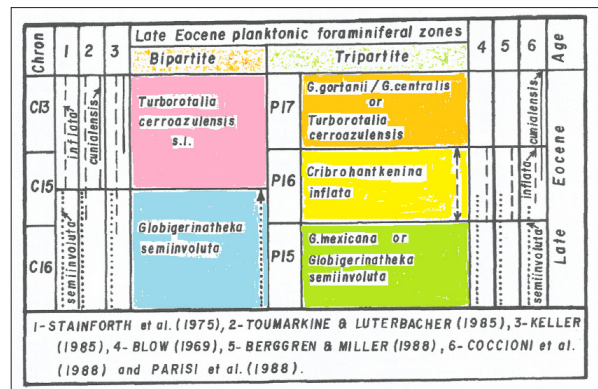 Late Eocene planktonic foraminiferal zones
Chron
1
2
3
Bipartite
Tripartite
4
5
6
Age
C13
C15
C16
inflata
cunialensis
semiinvoluta
Turborotalia
cerroazulensis
s.l.
Globigerinatheka
semiinvoluta
P17
G.gortanii / G.centralis
or
Turborotalia
cerroazulensis
P16
Cribrohantkenina
inflata
P15
G.mexicana or
Globigerinatheka
semiinvoluta
cunialensis
inflata
semiinvoluta
Late Eocene
1-STAINFORTH et al.(1975),2-TOUMARKINE & LUTERBACHER (1985),3-KELLER
(1985),4-BLOW(1969),5-BERGGREN & MILLER (1988),6-COCCIONI et al.
(1988) and PARISI et al.(1988).